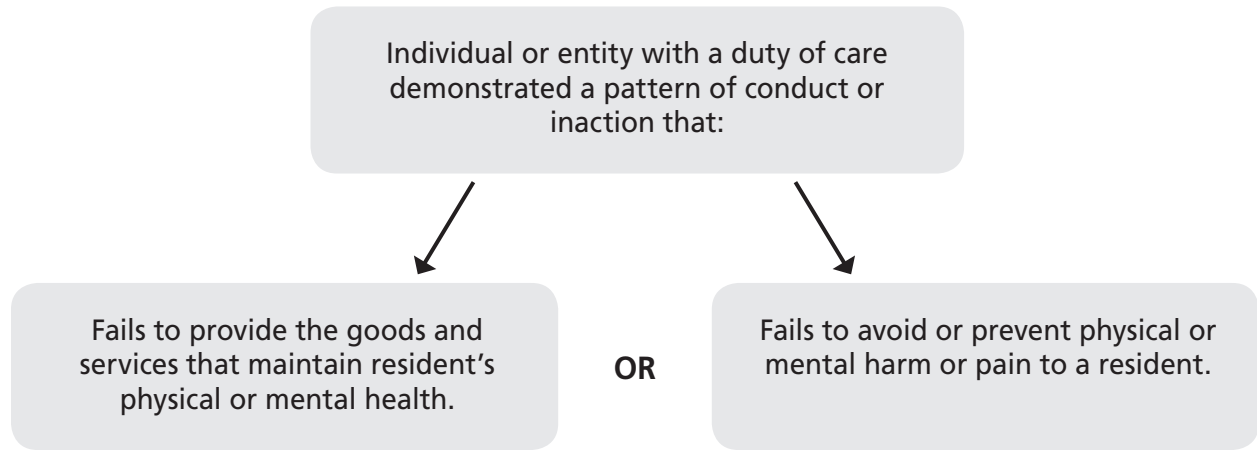 Individual or entity with a duty of care
demonstrated a pattern of conduct or
inaction that:
Fails to provide the goods and
services that maintain resident’s
physical or mental health.
OR
Fails to avoid or prevent physical or
mental harm or pain to a resident.